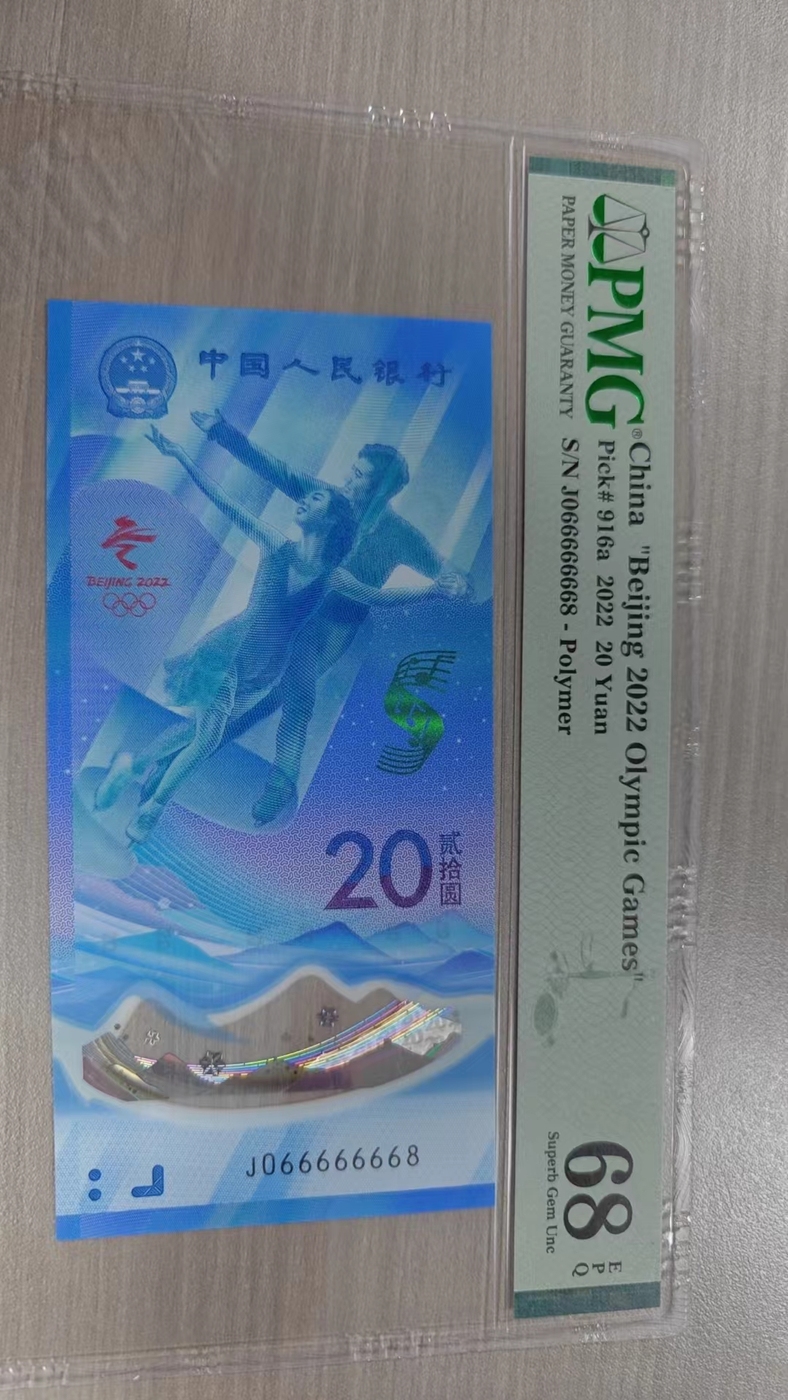 PMG®
PAPER MONEY GUARANTY
China "Beijing 2022 Olympic Games"
Pick# 916a 2022 20 Yuan
S/N J066666668 - Polymer
68
EPQ
Superb Gem Unc
中国人民银行
BEIJING 2022
20
贰拾圆
J066666668